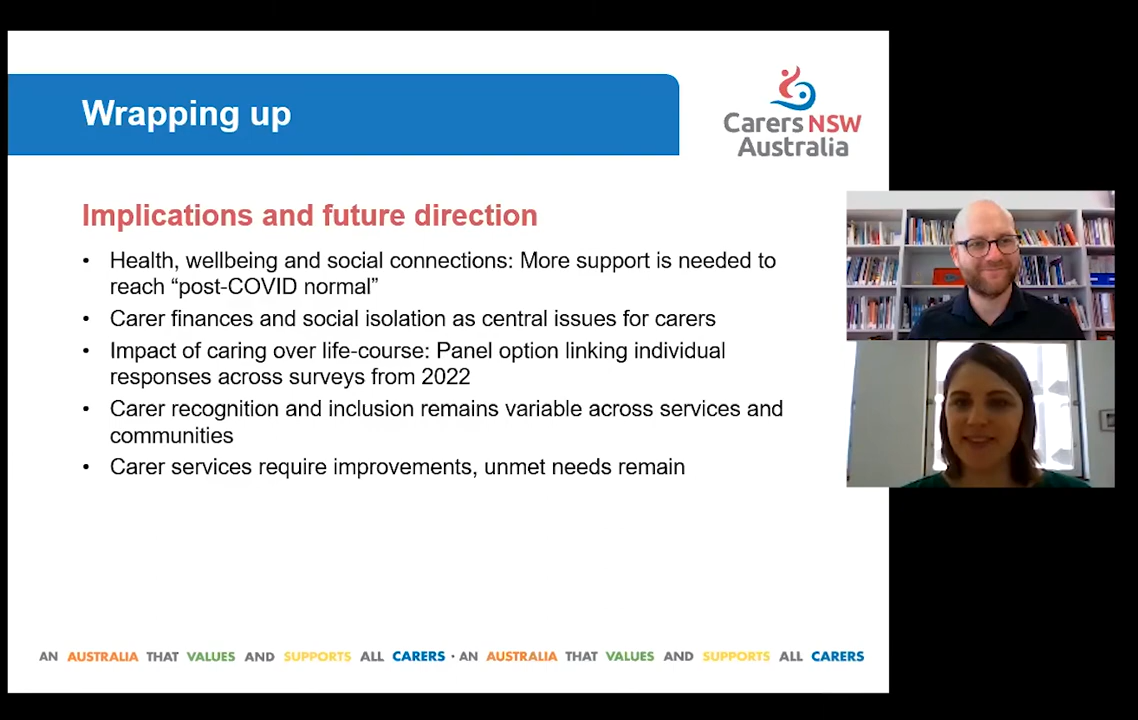 Wrapping up
Carers NSW
Australia
Implications and future direction
• Health, wellbeing and social connections: More support is needed to
reach “post-COVID normal”
• Carer finances and social isolation as central issues for carers
• Impact of caring over life-course: Panel option linking individual
responses across surveys from 2022
• Carer recognition and inclusion remains variable across services and
communities
• Carer services require improvements, unmet needs remain
AN AUSTRALIA THAT VALUES AND SUPPORTS ALL CARERS · AN AUSTRALIA THAT VALUES AND SUPPORTS ALL CARERS